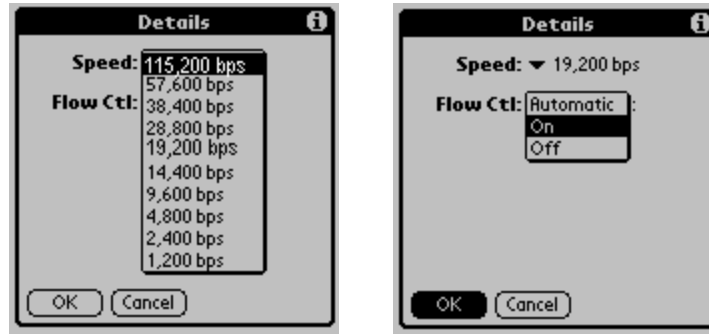 Details
Speed: 115,200 bps
57,600 bps
Flow Ctl: 38,400 bps
28,800 bps
19,200 bps
14,400 bps
9,600 bps
4,800 bps
2,400 bps
1,200 bps
OK Cancel
Details
Speed: 19,200 bps
Flow Ctl: Automatic :
On
Off
OK Cancel